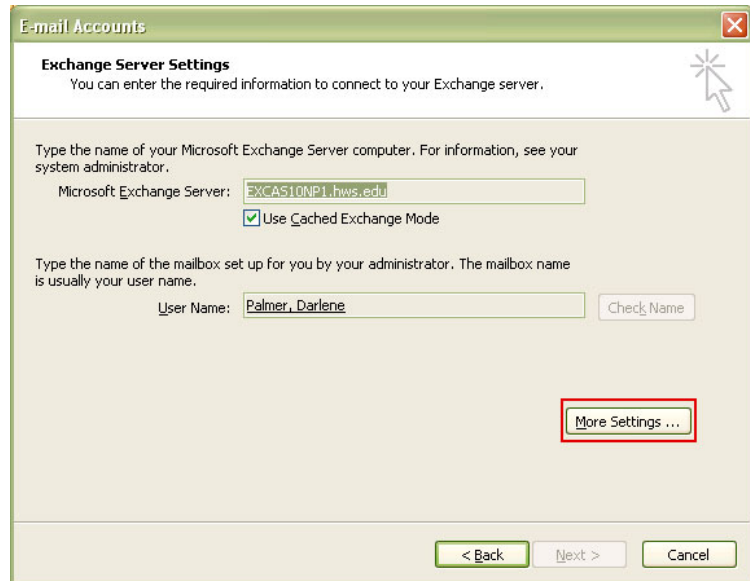 E-mail Accounts
Exchange Server Settings
You can enter the required information to connect to your Exchange server.
Type the name of your Microsoft Exchange Server computer. For information, see your
system administrator.
Microsoft Exchange Server: EXCAS10NP1.hws.edu
Use Cached Exchange Mode
Type the name of the mailbox set up for you by your administrator. The mailbox name
is usually your user name.
User Name: Palmer, Darlene Check Name
More Settings ...
< Back Next > Cancel